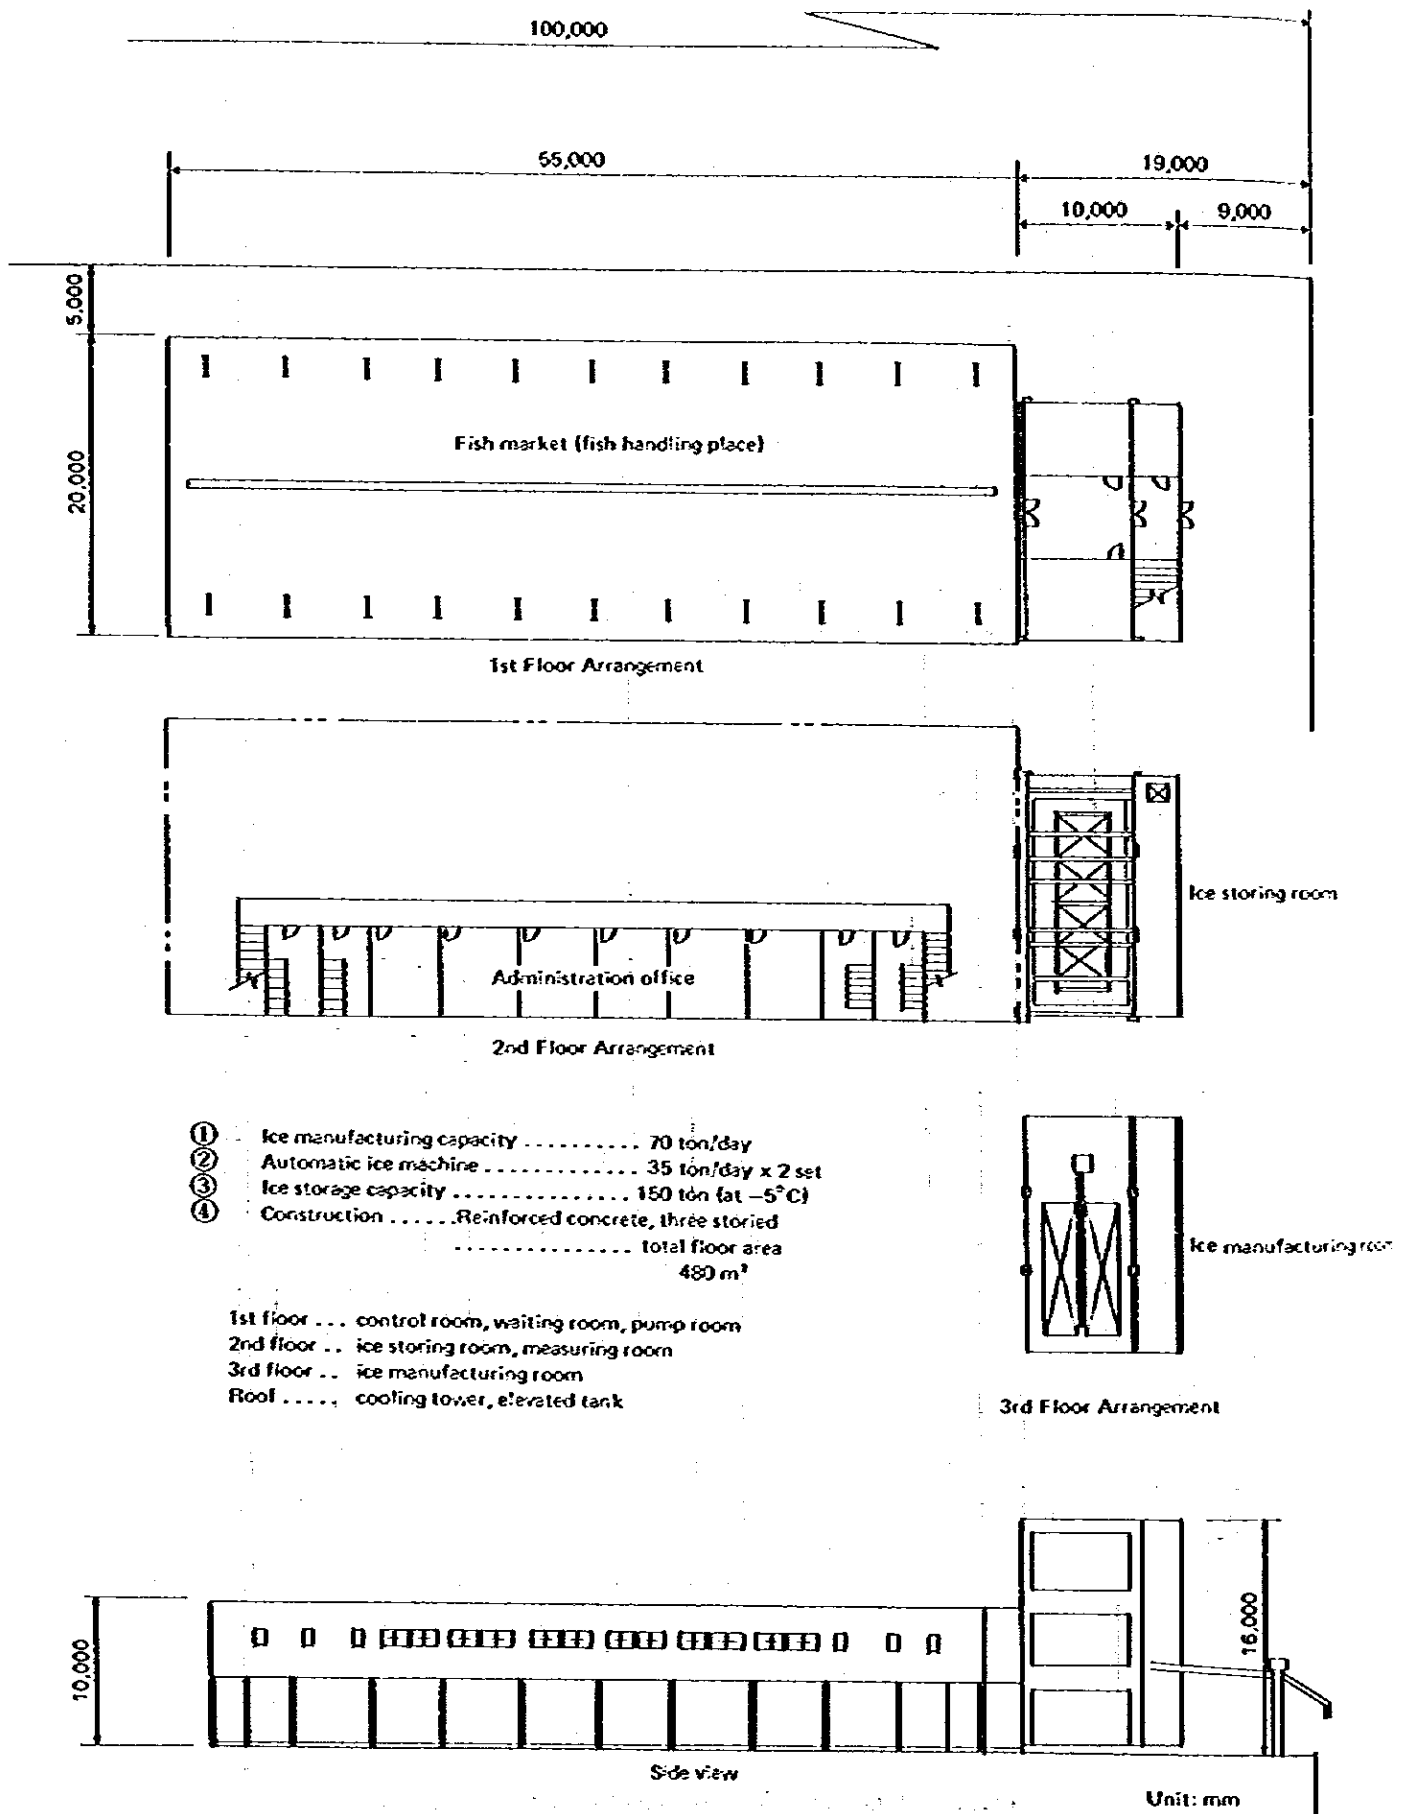 100,000
55,000
19,000
10,000
9,000
5,000
20,000
Fish market (fish handling place)
1st Floor Arrangement
Ice storing room
Administration office
2nd Floor Arrangement
① Ice manufacturing capacity .......... 70 ton/day
② Automatic ice machine .............. 35 ton/day x 2 set
③ Ice storage capacity ................ 150 ton (at −5°C)
④ Construction ......Reinforced concrete, three storied
................ total floor area
480 m²
Ice manufacturing room
1st floor ... control room, waiting room, pump room
2nd floor .. ice storing room, measuring room
3rd floor .. ice manufacturing room
Roof ..... cooling tower, elevated tank
3rd Floor Arrangement
10,000
16,000
Side view
Unit: mm